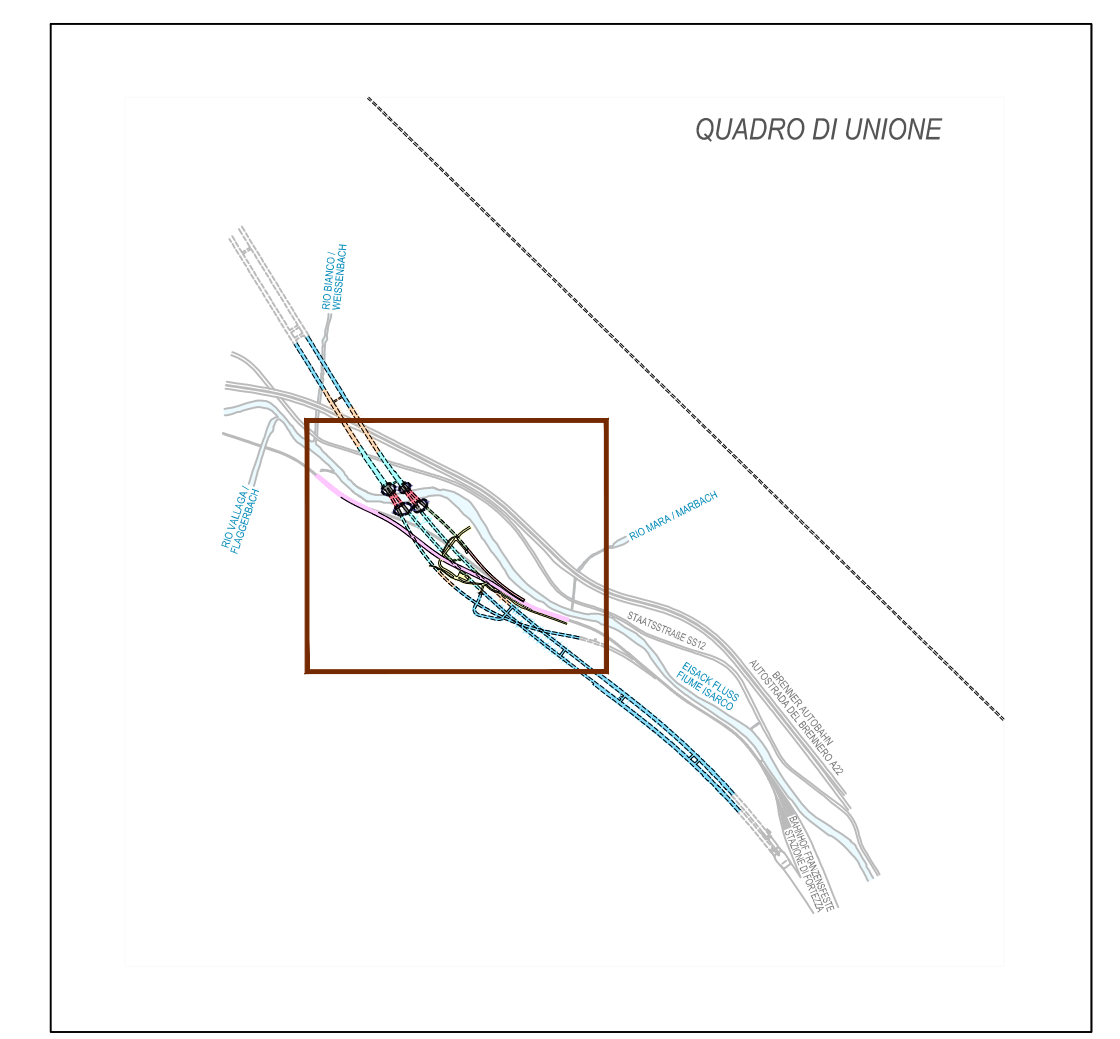 QUADRO DI UNIONE
RIO BIANCO /
WEISSENBACH
RIO VALLAGA /
FLAGGERBACH
RIO MARA / MARBACH
STAATSSTRAßE SS12
EISACK FLUSS
FIUME ISARCO
BRENNER AUTOBAHN
AUTOSTRADA DEL BRENNERO A22
BAHNHOF FRANZENSFESTE
STAZIONE DI FORTEZZA